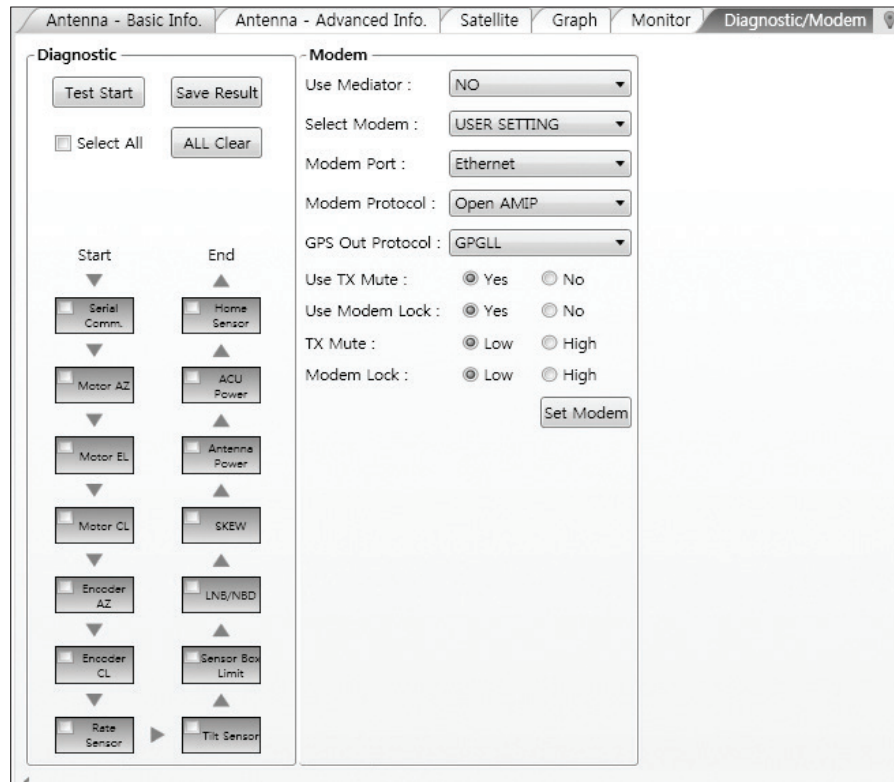 Antenna - Basic Info. Antenna - Advanced Info. Satellite Graph Monitor Diagnostic/Modem
Diagnostic
Test Start Save Result
Select All ALL Clear
Start End
Serial Comm.
Motor AZ
Motor EL
Motor CL
Encoder AZ
Encoder CL
Rate Sensor
Tilt Sensor
Sensor Box Limit
LNB/NBD
SKEW
Antenna Power
ACU Power
Home Sensor
Modem
Use Mediator : NO
Select Modem : USER SETTING
Modem Port : Ethernet
Modem Protocol : Open AMIP
GPS Out Protocol : GPGLL
Use TX Mute : Yes No
Use Modem Lock : Yes No
TX Mute : Low High
Modem Lock : Low High
Set Modem